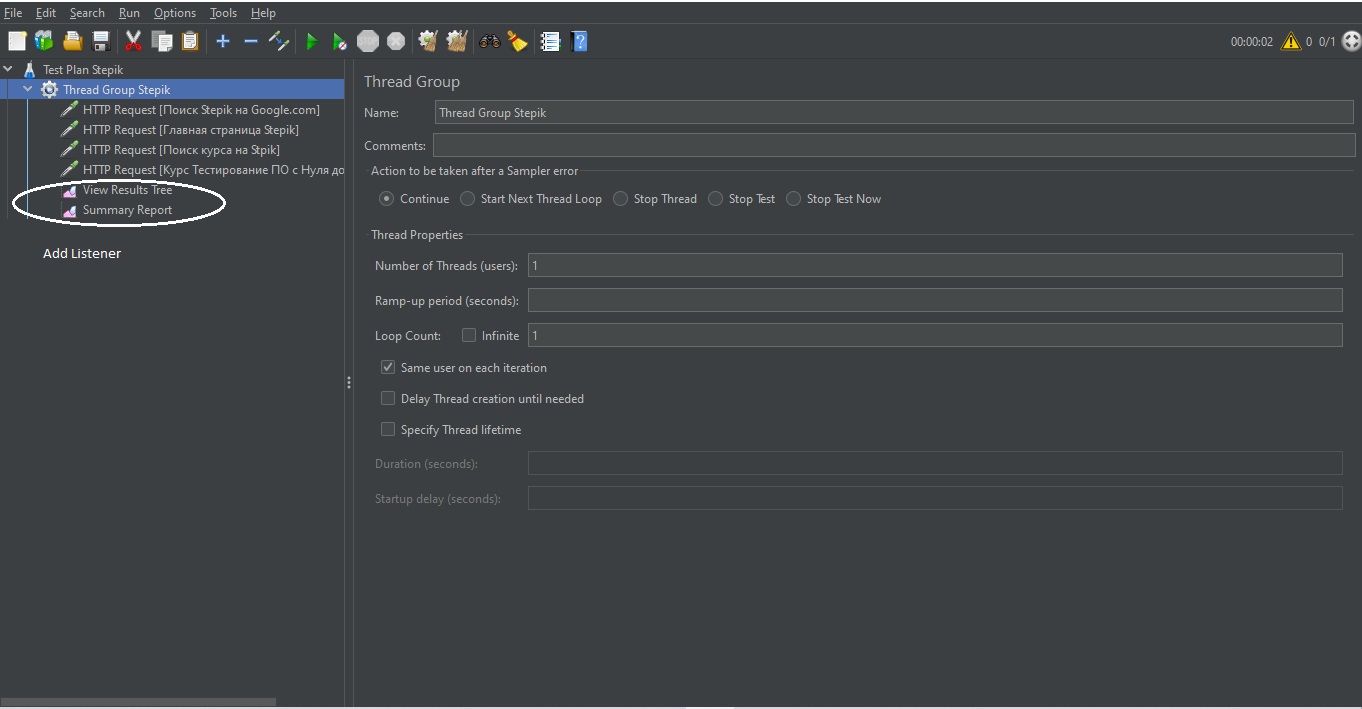 File Edit Search Run Options Tools Help
00:00:02 0 0/1
Test Plan Stepik
Thread Group Stepik
HTTP Request [Поиск Stepik на Google.com]
HTTP Request [Главная страница Stepik]
HTTP Request [Поиск курса на Stpik]
HTTP Request [Курс Тестирование ПО с Нуля до
View Results Tree
Summary Report
Add Listener
Thread Group
Name: Thread Group Stepik
Comments:
Action to be taken after a Sampler error
Continue Start Next Thread Loop Stop Thread Stop Test Stop Test Now
Thread Properties
Number of Threads (users): 1
Ramp-up period (seconds):
Loop Count: Infinite 1
Same user on each iteration
Delay Thread creation until needed
Specify Thread lifetime
Duration (seconds):
Startup delay (seconds):